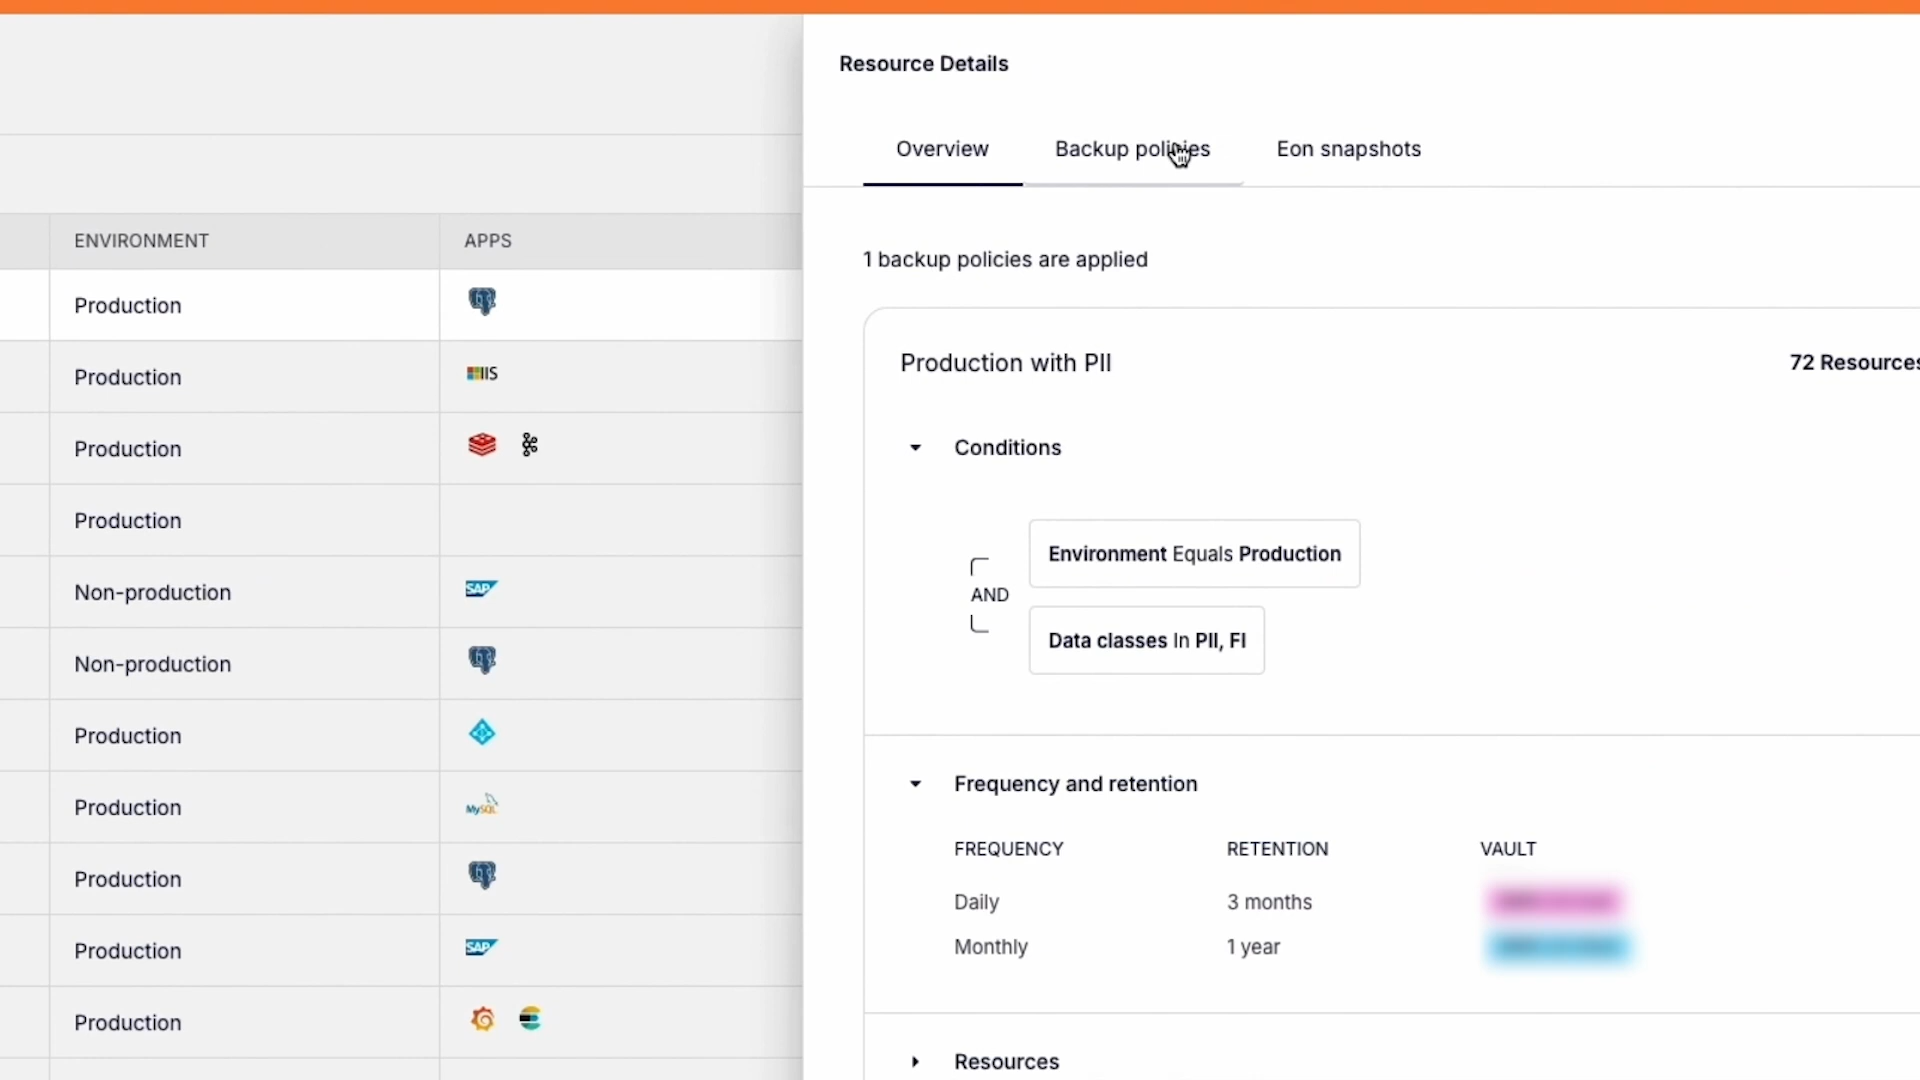 Resource Details
Overview
Backup policies
Eon snapshots
ENVIRONMENT
APPS
Production
Production
IIS
Production
Production
Non-production
SAP
Non-production
Production
Production
MySQL
Production
Production
SAP
Production
1 backup policies are applied
Production with PII
72 Resources
Conditions
AND
Environment Equals Production
Data classes In PII, FI
Frequency and retention
FREQUENCY
RETENTION
VAULT
Daily
3 months
Monthly
1 year
Resources